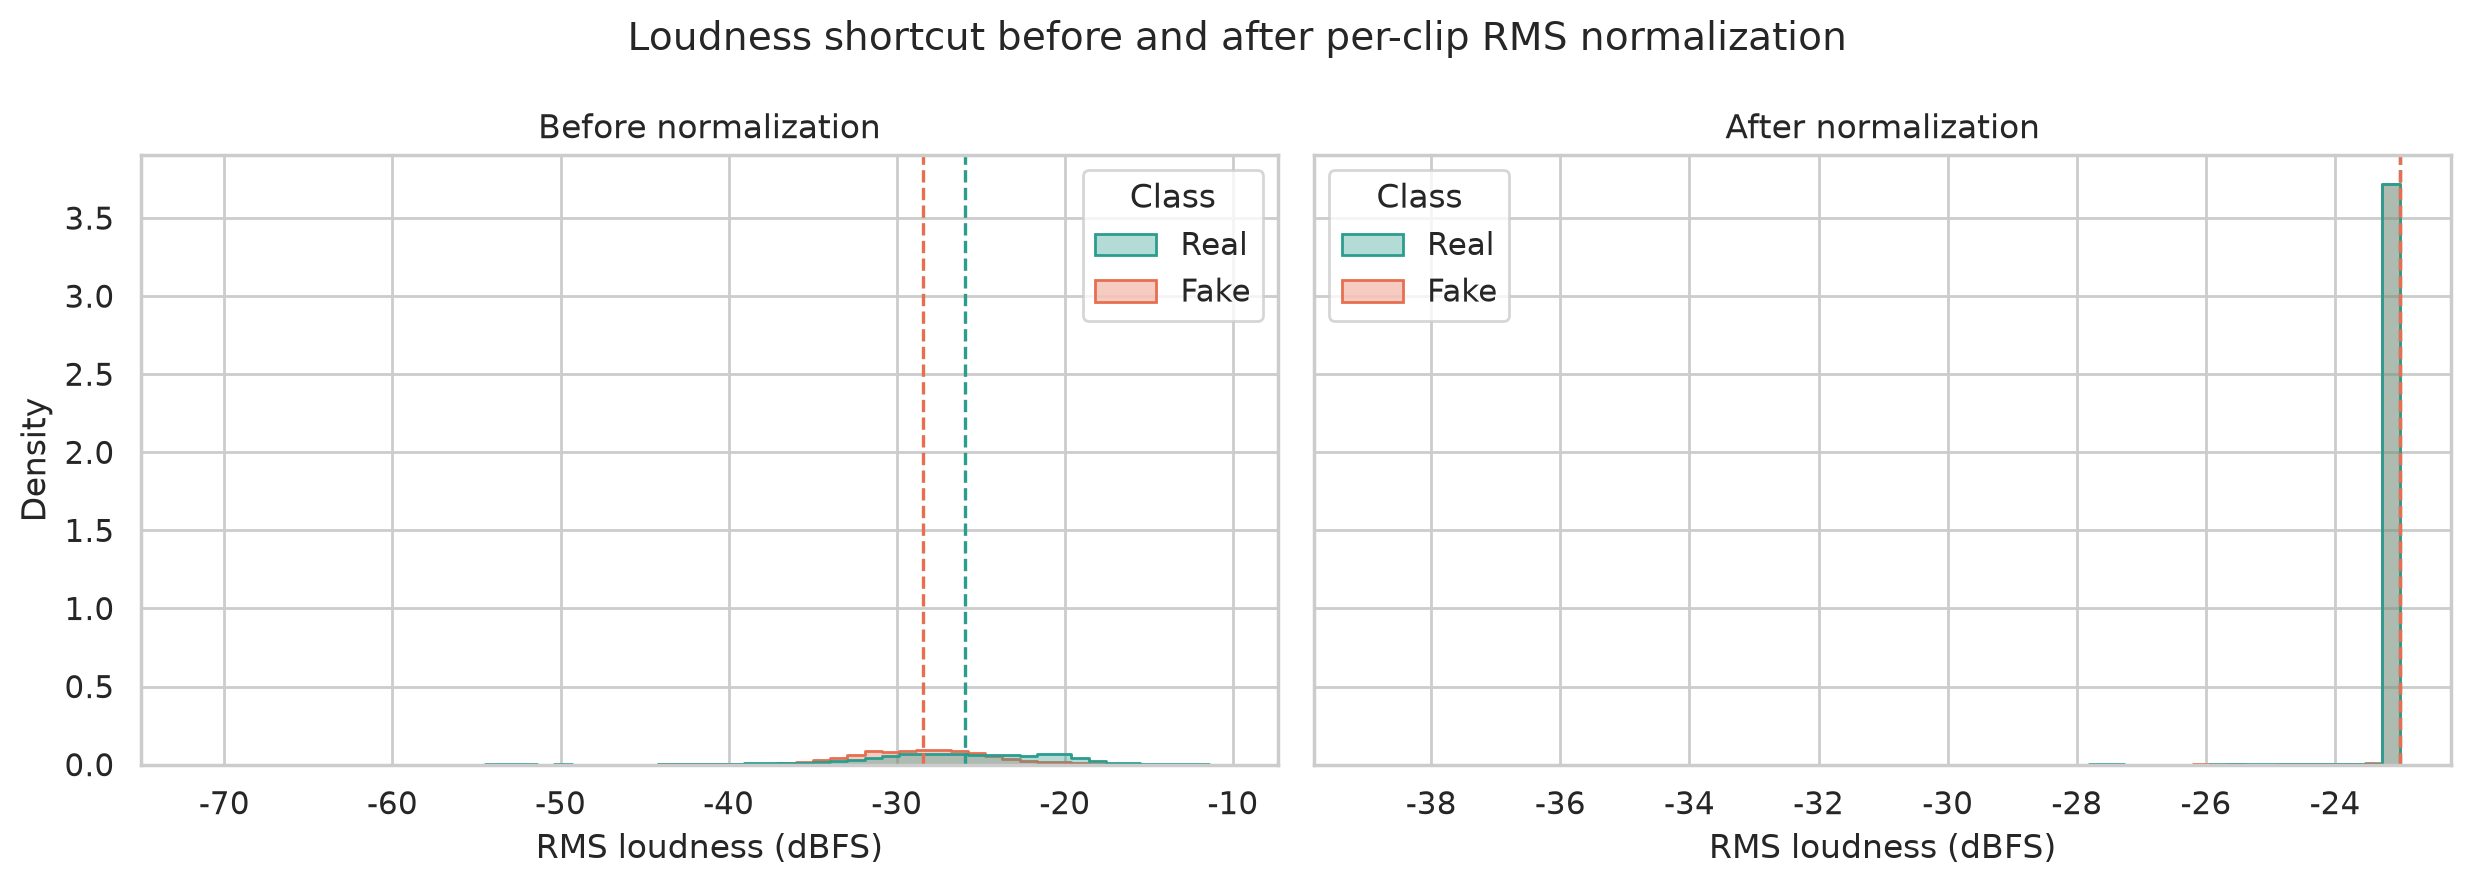 Loudness shortcut before and after per-clip RMS normalization
Before normalization
Class
Real
Fake
Density
3.5
3.0
2.5
2.0
1.5
1.0
0.5
0.0
-70 -60 -50 -40 -30 -20 -10
RMS loudness (dBFS)
After normalization
Class
Real
Fake
-38 -36 -34 -32 -30 -28 -26 -24
RMS loudness (dBFS)